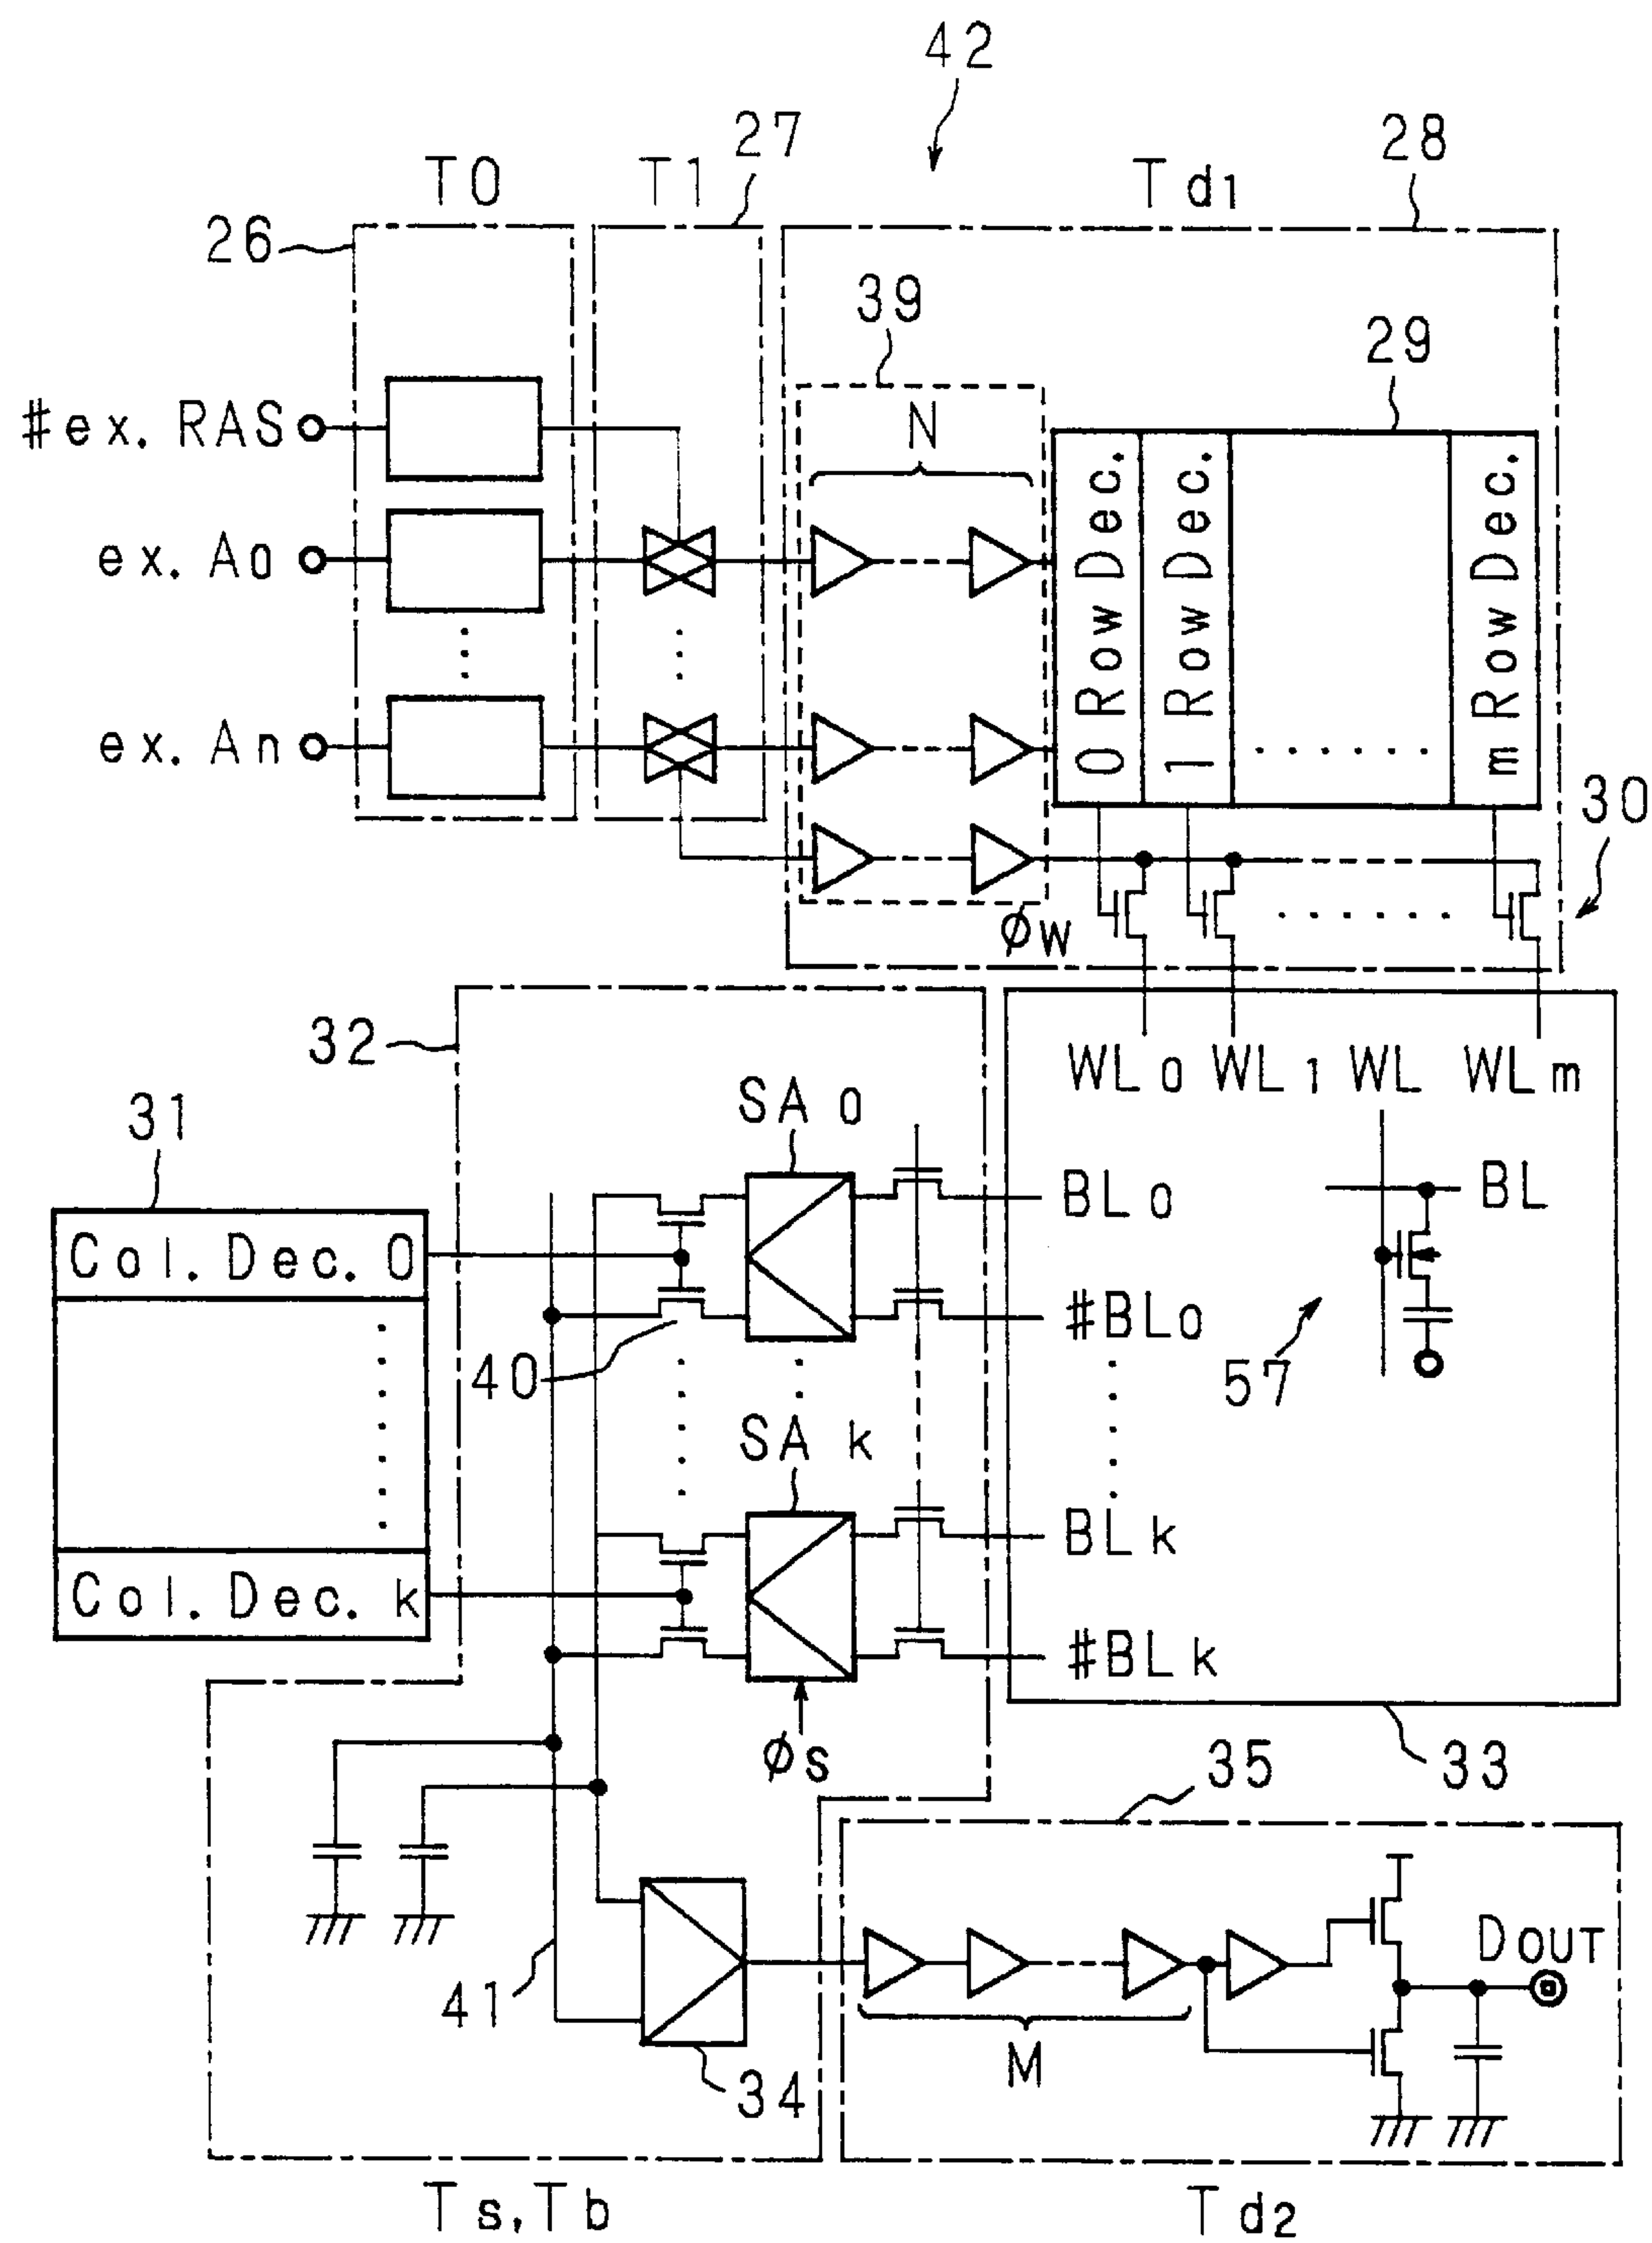 42
T0
T1
27
Td1
28
26
39
29
#ex. RAS
N
ex. A0
ex. An
0 Row Dec.
1 Row Dec.
m Row Dec.
30
øw
32
WL0
WL1
WL
WLm
31
SA0
BL0
BL
Col. Dec. 0
#BL0
40
57
SAk
BLk
Col. Dec. k
#BLk
øs
35
33
DOUT
41
M
34
Ts, Tb
Td2